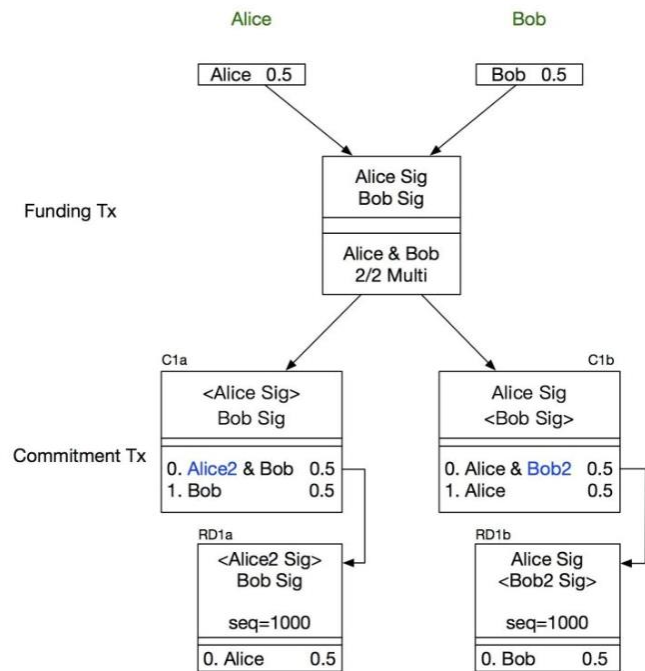 Alice
Bob
Alice 0.5
Bob 0.5
Funding Tx
Alice Sig
Bob Sig
Alice & Bob
2/2 Multi
Commitment Tx
C1a
<Alice Sig>
Bob Sig
0. Alice2 & Bob 0.5
1. Bob 0.5
C1b
Alice Sig
<Bob Sig>
0. Alice & Bob2 0.5
1. Alice 0.5
RD1a
<Alice2 Sig>
Bob Sig
seq=1000
0. Alice 0.5
RD1b
Alice Sig
<Bob2 Sig>
seq=1000
0. Bob 0.5